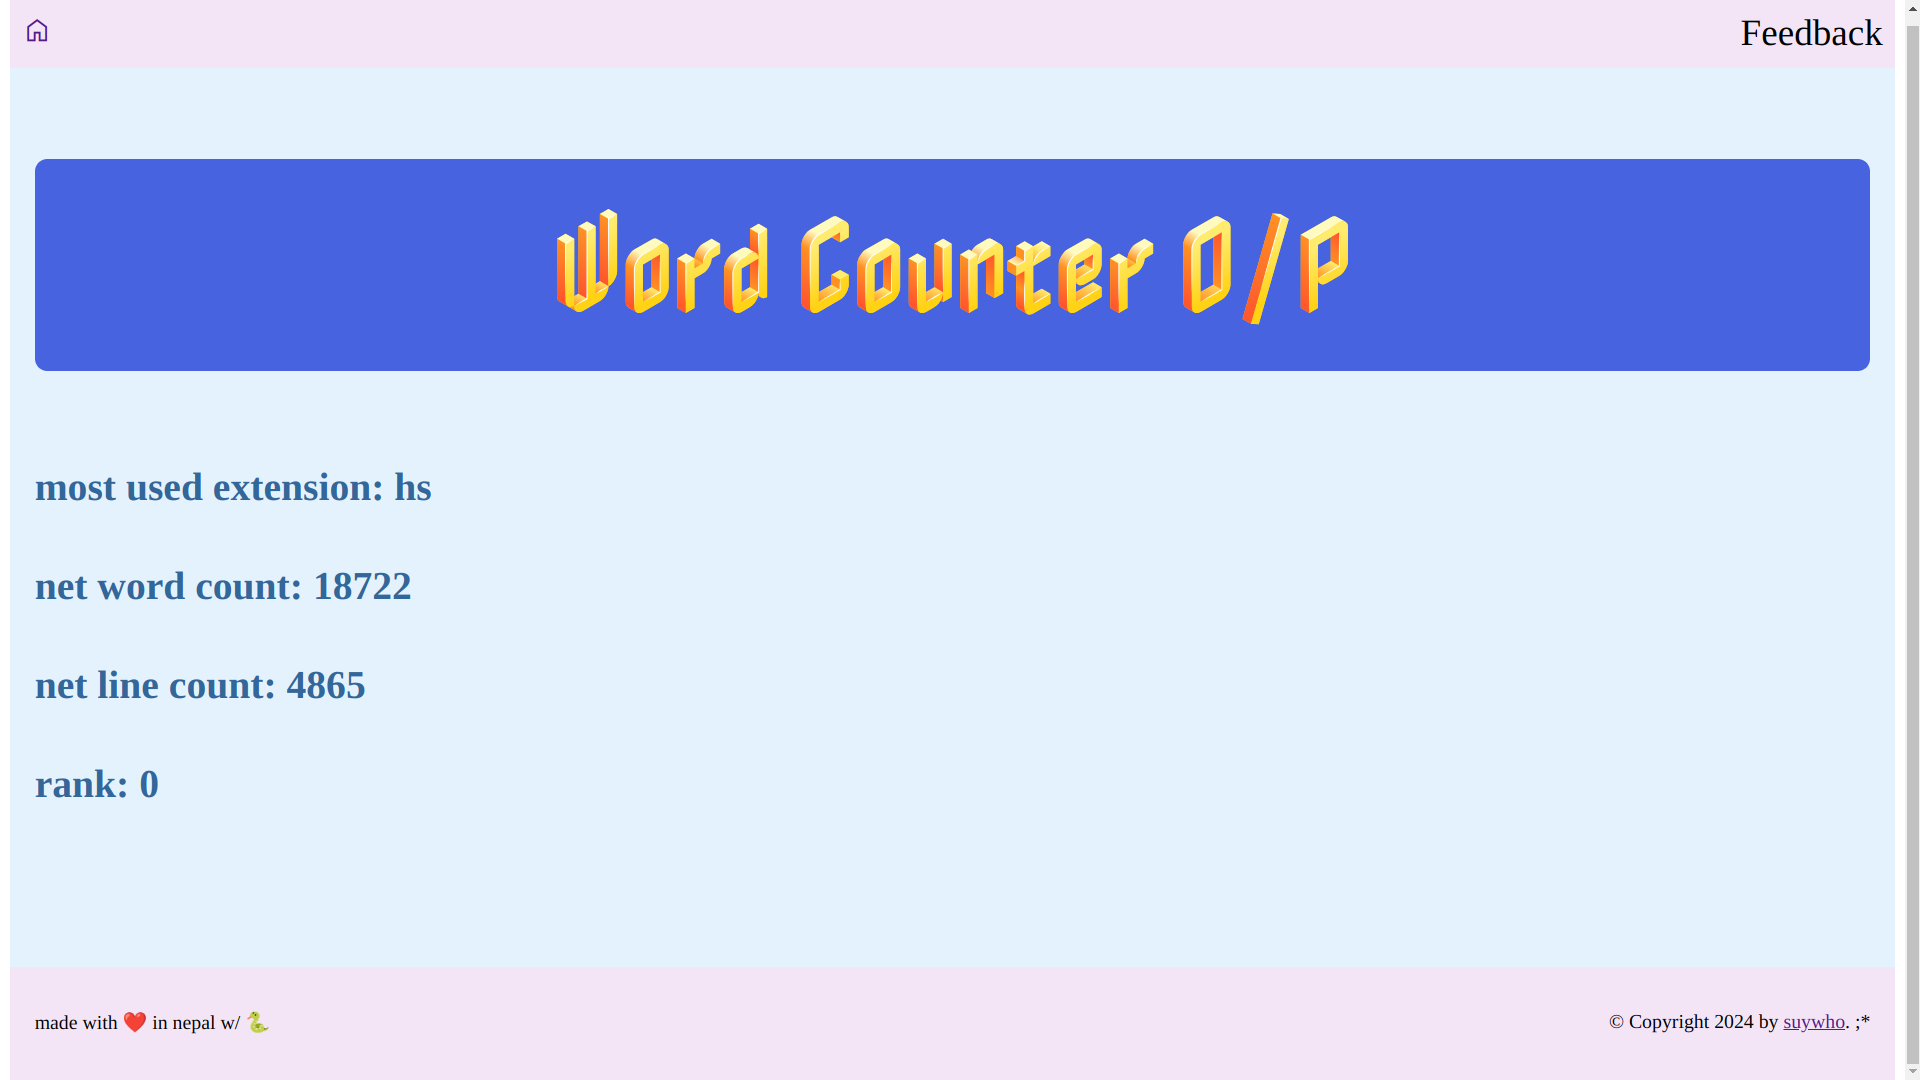 Feedback
Word Counter O/P
most used extension: hs
net word count: 18722
net line count: 4865
rank: 0
made with ❤️ in nepal w/ 🐍
© Copyright 2024 by suywho. ;*